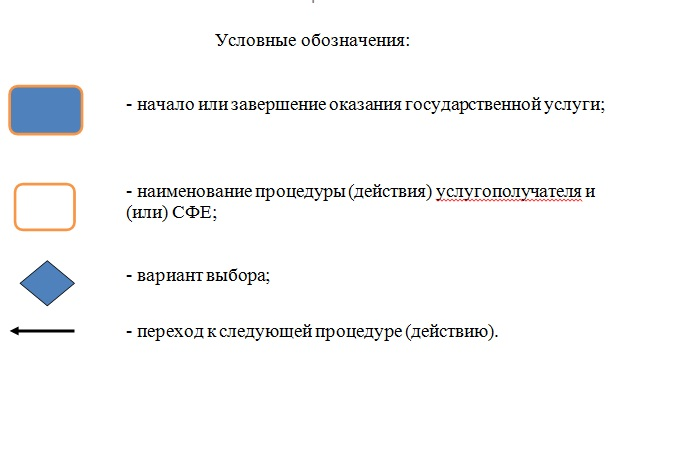 Условные обозначения:
- начало или завершение оказания государственной услуги;
- наименование процедуры (действия) услугополучателя и
(или) СФЕ;
- вариант выбора;
- переход к следующей процедуре (действию).